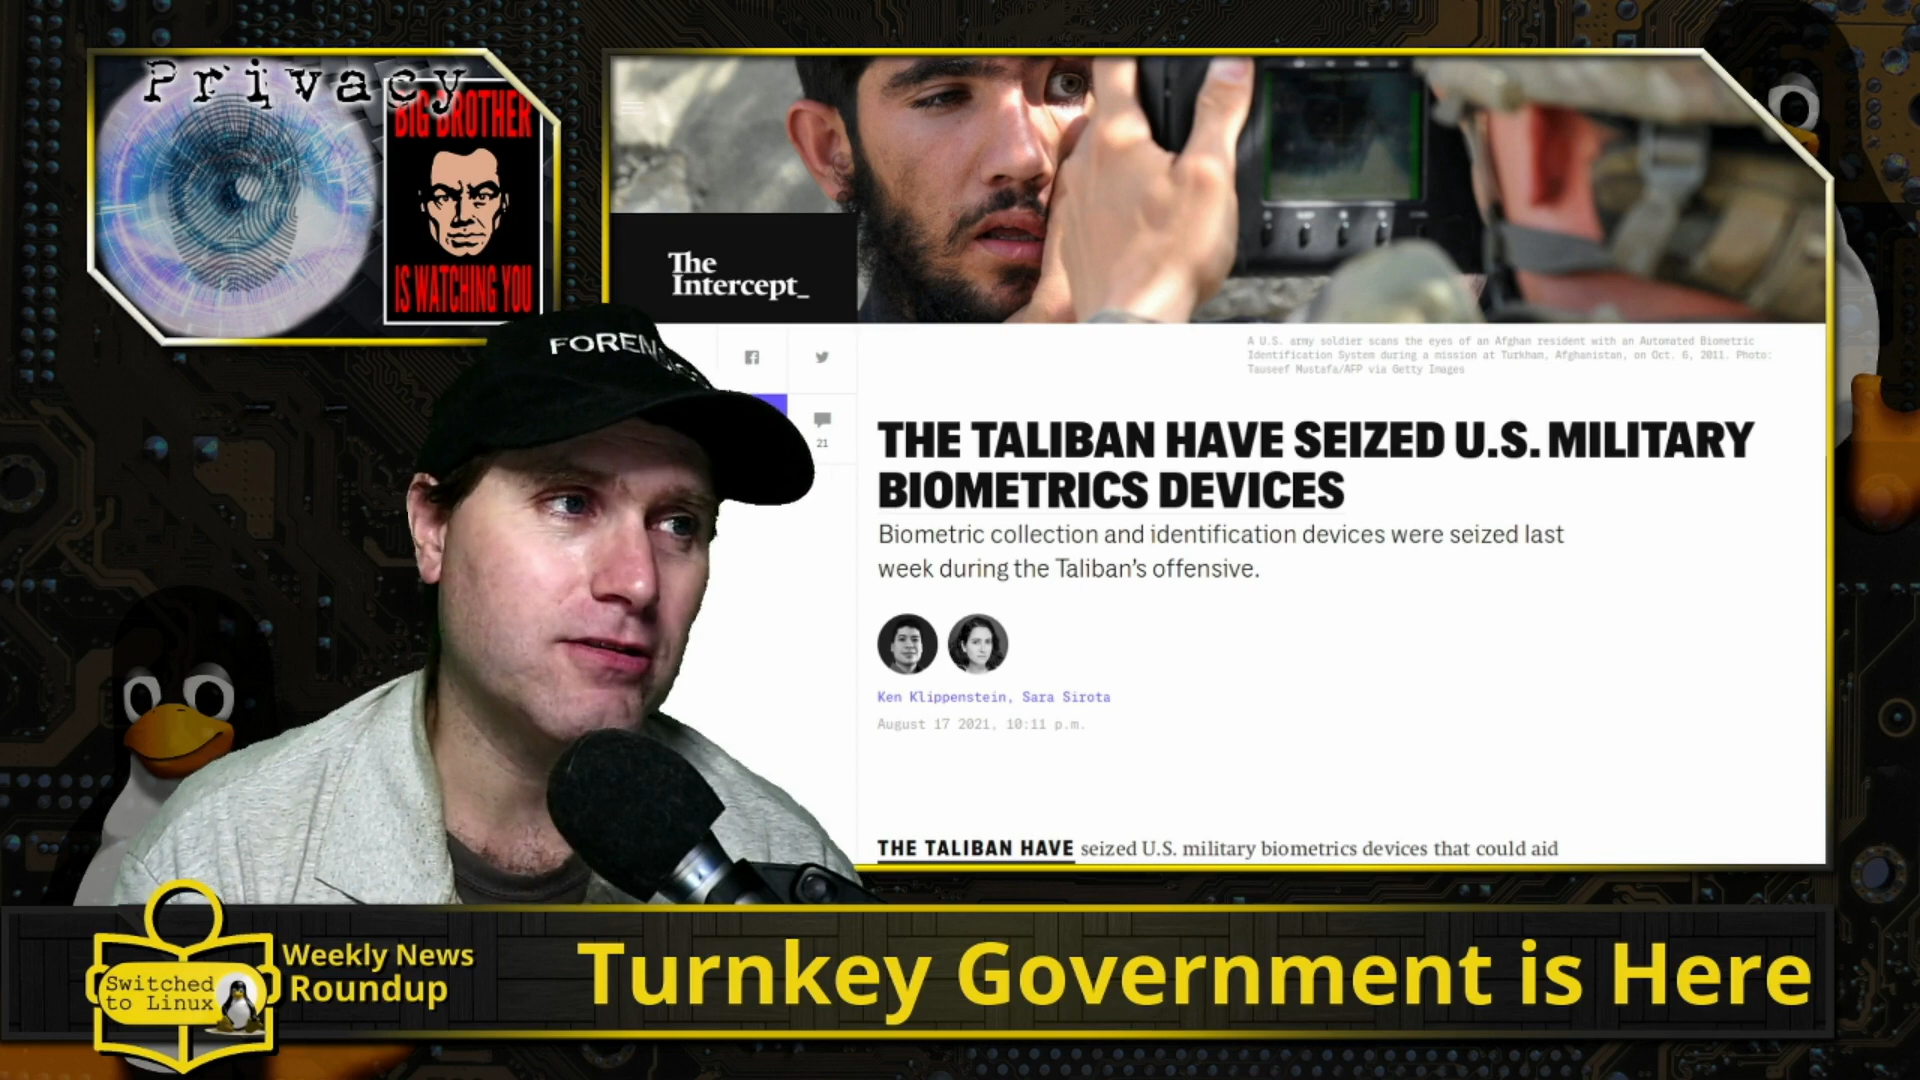 Privacy
BIG BROTHER
IS WATCHING YOU
The
Intercept_
A U.S. army soldier scans the eyes of an Afghan resident with an Automated Biometric
Identification System during a mission at Turkham, Afghanistan, on Oct. 6, 2011. Photo:
Tauseef Mustafa/AFP via Getty Images
21
THE TALIBAN HAVE SEIZED U.S. MILITARY
BIOMETRICS DEVICES
Biometric collection and identification devices were seized last
week during the Taliban's offensive.
Ken Klippenstein, Sara Sirota
August 17 2021, 10:11 p.m.
THE TALIBAN HAVE seized U.S. military biometrics devices that could aid
Switched
to Linux
Weekly News
Roundup
Turnkey Government is Here